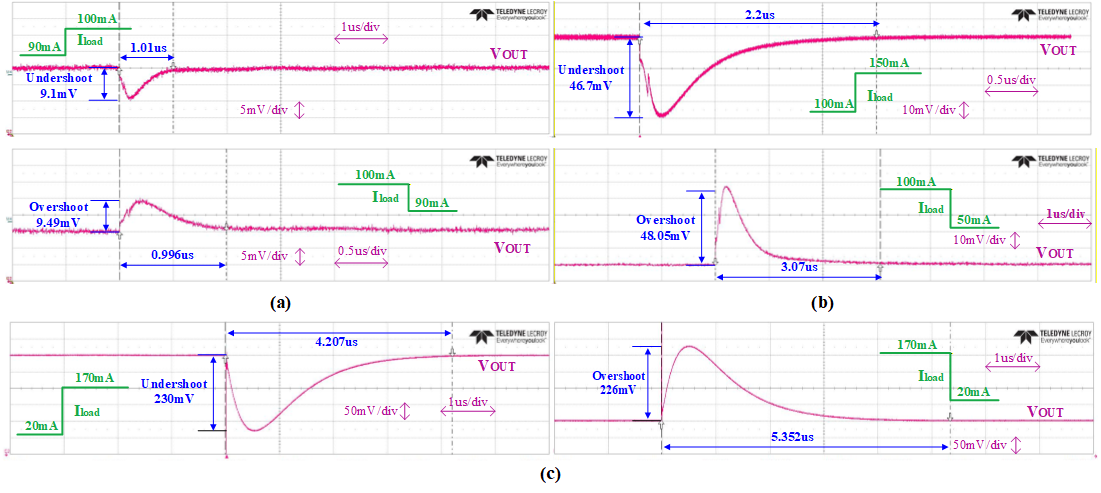 100mA
Iload
90mA
1.01us
1us/div
TELEDYNE LECROY
Everywhereyoulook
VOUT
Undershoot
9.1mV
5mV/div
2.2us
TELEDYNE LECROY
Everywhereyoulook
VOUT
Undershoot
46.7mV
150mA
Iload
100mA
0.5us/div
10mV/div
TELEDYNE LECROY
Everywhereyoulook
100mA
Iload
90mA
Overshoot
9.49mV
VOUT
0.996us
5mV/div
0.5us/div
TELEDYNE LECROY
Everywhereyoulook
100mA
Iload
50mA
1us/div
Overshoot
48.05mV
10mV/div
VOUT
3.07us
(a)
(b)
TELEDYNE LECROY
Everywhereyoulook
4.207us
VOUT
170mA
Iload
20mA
Undershoot
230mV
50mV/div
1us/div
TELEDYNE LECROY
Everywhereyoulook
170mA
Iload
20mA
1us/div
Overshoot
226mV
VOUT
5.352us
50mV/div
(c)